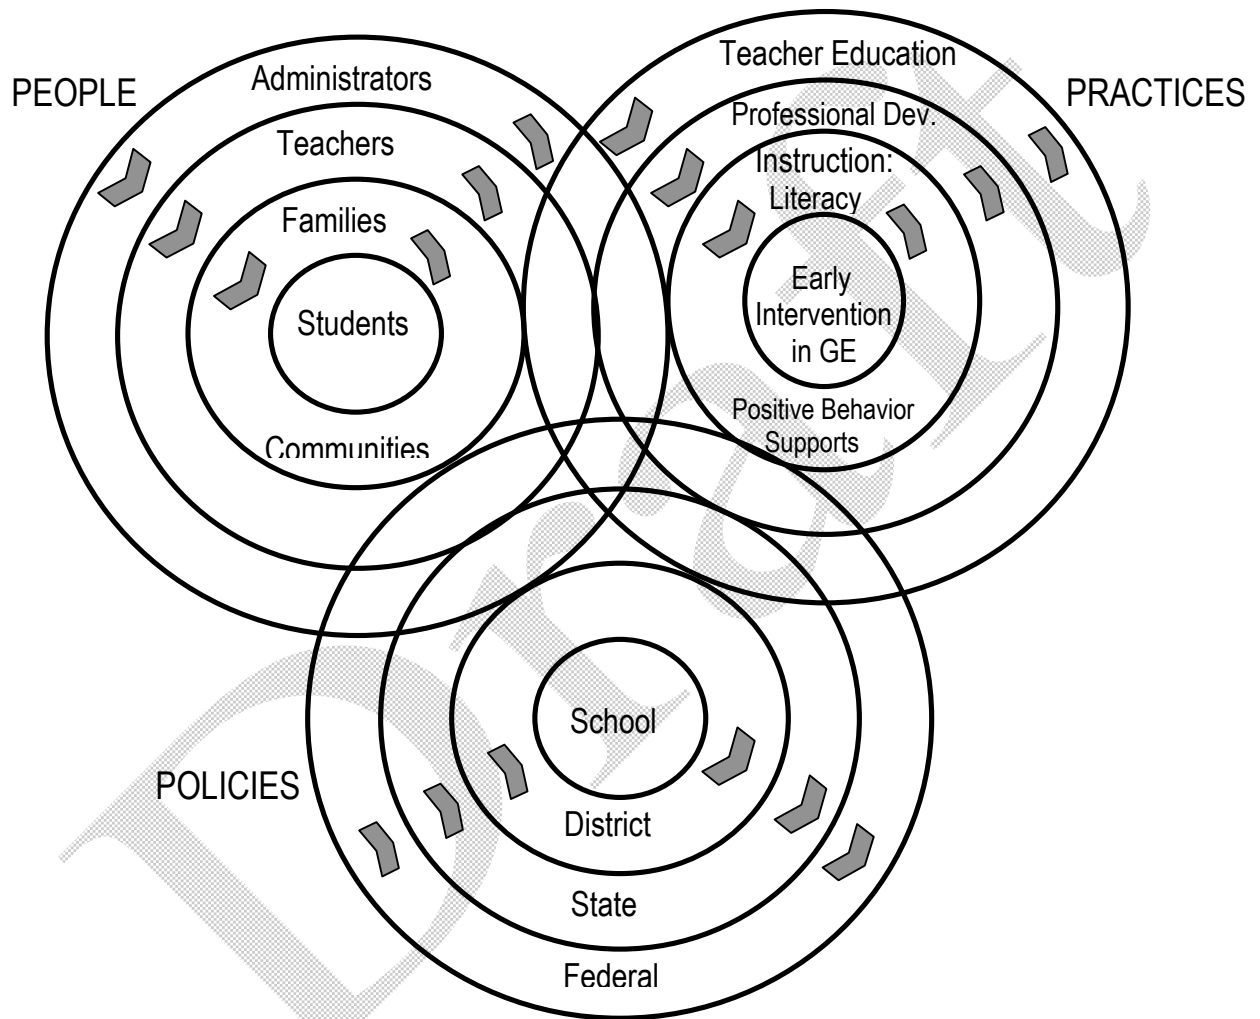 PEOPLE
Administrators
Teachers
Families
Students
Communities
PRACTICES
Teacher Education
Professional Dev.
Instruction:
Literacy
Early
Intervention
in GE
Positive Behavior
Supports
POLICIES
School
District
State
Federal
Draft